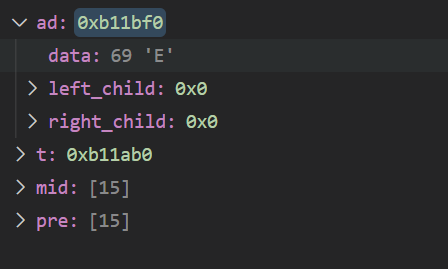 ad: 0xb11bf0
data: 69 'E'
left_child: 0x0
right_child: 0x0
t: 0xb11ab0
mid: [15]
pre: [15]